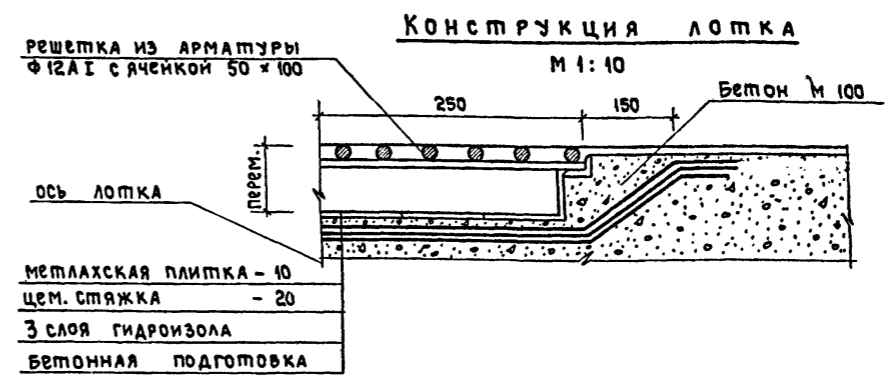 Конструкция лотка
М 1:10
решетка из арматуры
Ф12АI с ячейкой 50 × 100
250
150
Бетон М 100
перем.
ось лотка
метлахская плитка - 10
цем. стяжка - 20
3 слоя гидроизола
Бетонная подготовка